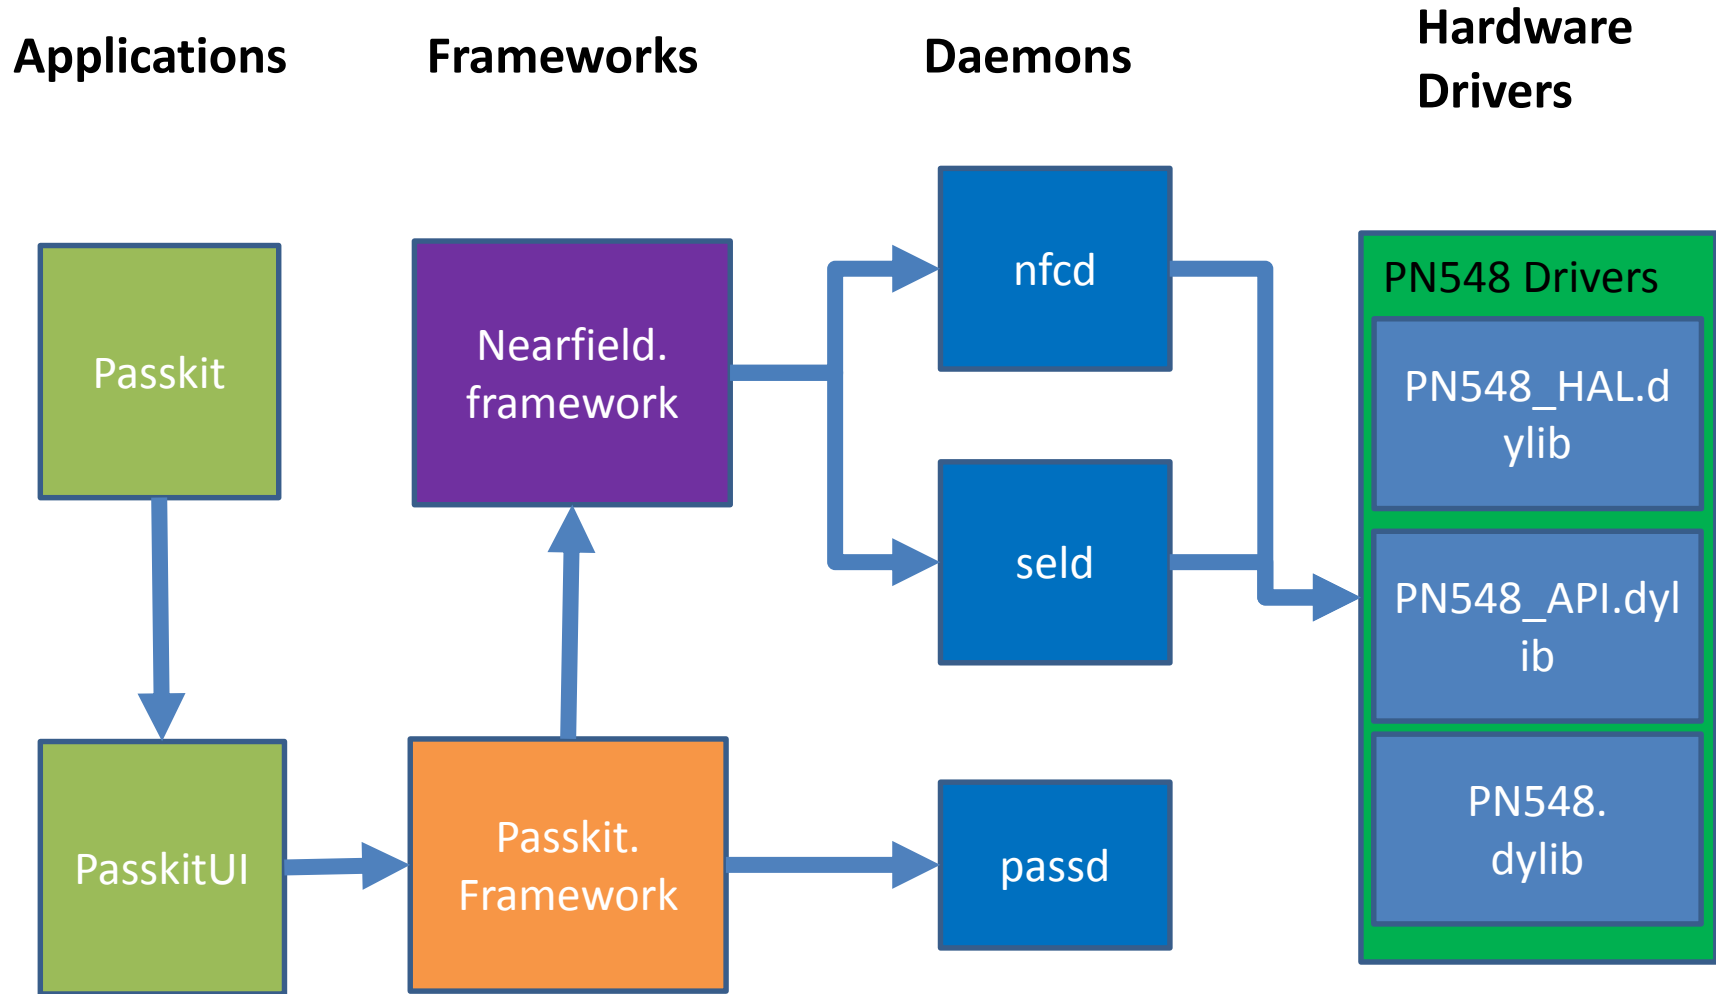 Applications
Frameworks
Daemons
Hardware
Drivers
Passkit
Nearfield.
framework
nfcd
seld
PN548 Drivers
PN548_HAL.d
ylib
PN548_API.dyl
ib
PN548.
dylib
PasskitUI
Passkit.
Framework
passd